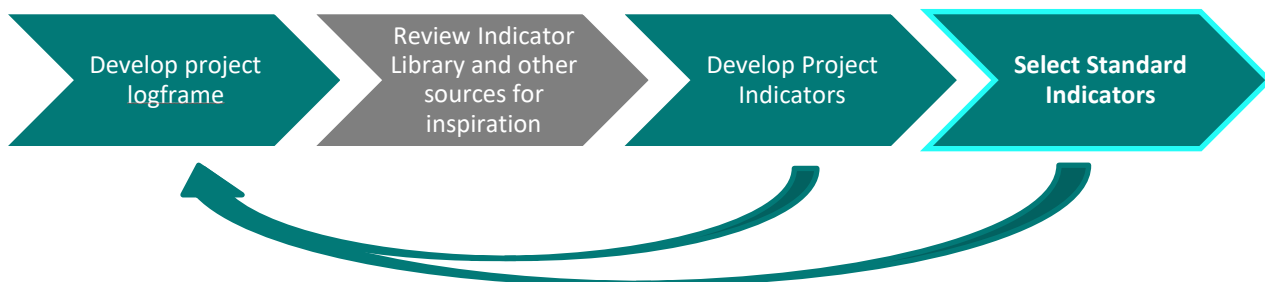 Develop project
logframe
Review Indicator
Library and other
sources for
inspiration
Develop Project
Indicators
Select Standard
Indicators